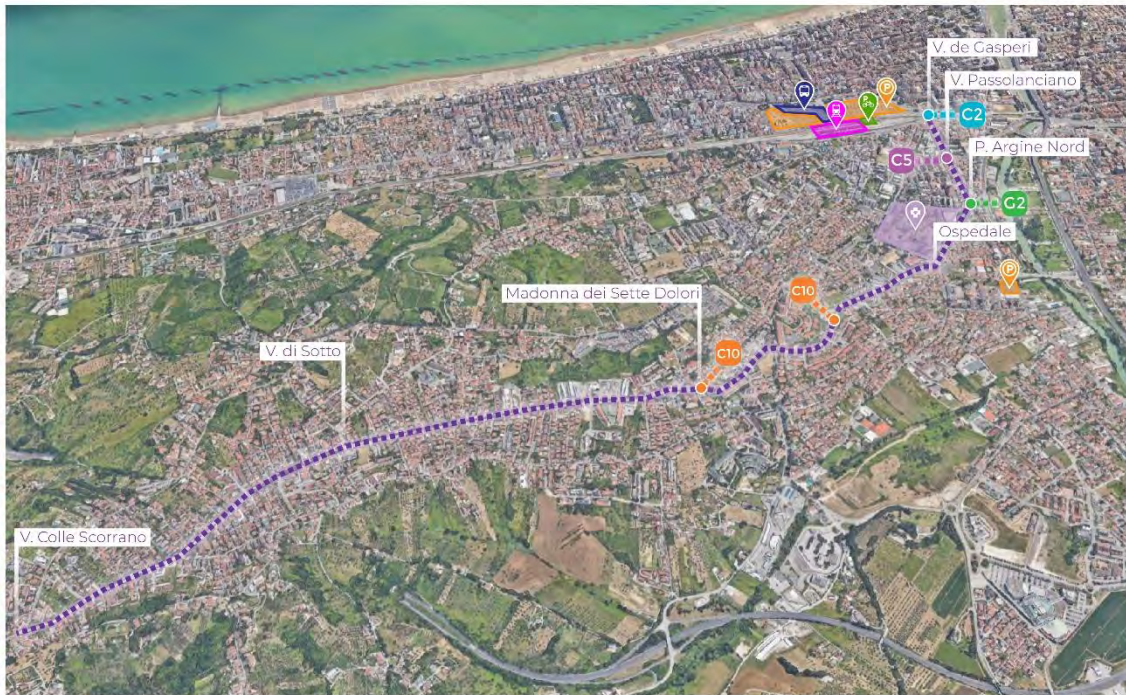 V. de Gasperi
V. Passolanciano
P
P
C2
P. Argine Nord
C5
G2
Ospedale
P
C10
Madonna dei Sette Dolori
C10
V. di Sotto
V. Colle Scorrano